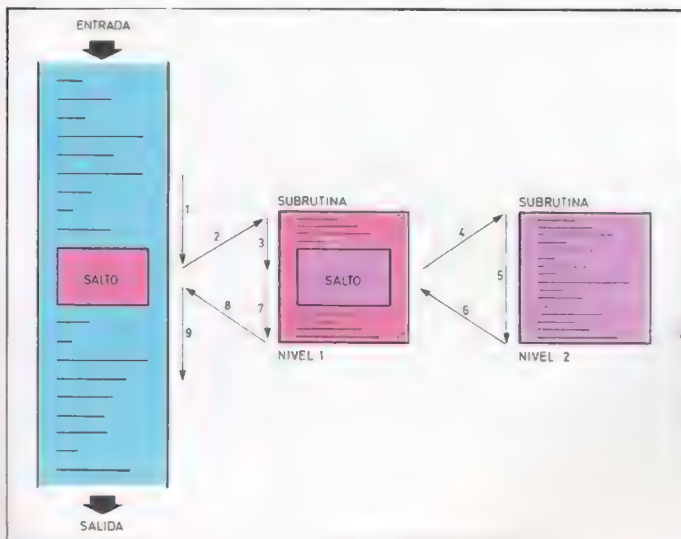 ENTRADA
1
2
SALTO
8
9
SALIDA
SUBRUTINA
3
SALTO
7
NIVEL 1
4
6
SUBRUTINA
5
NIVEL 2